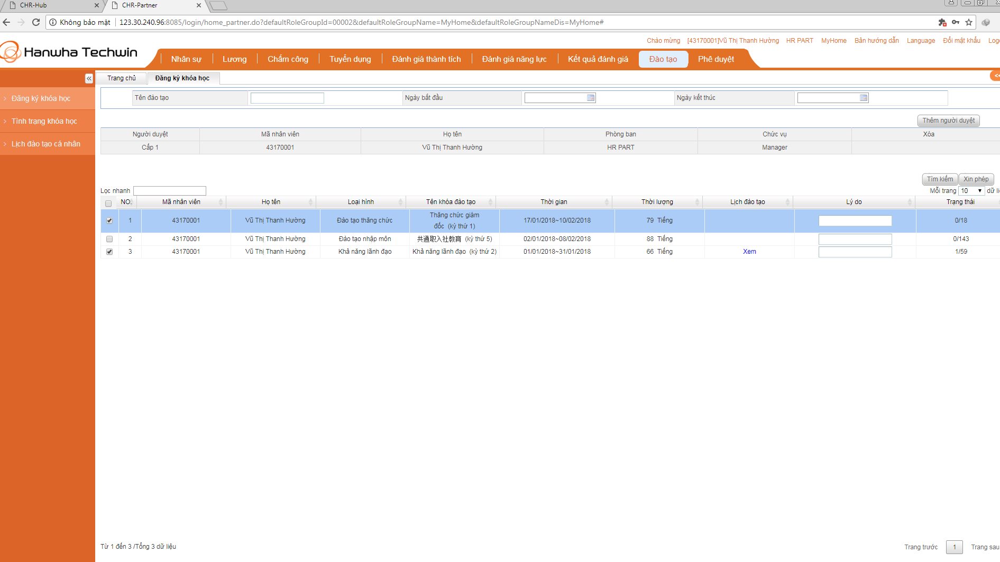 CHR-Hub
CHR-Partner
Không bảo mật 123.30.240.96:8085/login/home_partner.do?defaultRoleGroupId=00002&defaultRoleGroupName=MyHome&defaultRoleGroupNameDis=MyHome#
Chào mừng [43170001]Vũ Thị Thanh Hường HR PART MyHome Bản hướng dẫn Language Đổi mật khẩu Log
Hanwha Techwin
Nhân sự Lương Chấm công Tuyển dụng Đánh giá thành tích Đánh giá năng lực Kết quả đánh giá Đào tạo Phê duyệt
Trang chủ Đăng ký khóa học
Đăng ký khóa học
Tình trạng khóa học
Lịch đào tạo cá nhân
Tên đào tạo Ngày bắt đầu Ngày kết thúc
Thêm người duyệt
Người duyệt Mã nhân viên Họ tên Phòng ban Chức vụ Xóa
Cấp 1 43170001 Vũ Thị Thanh Hường HR PART Manager
Tìm kiếm Xin phép
Lọc nhanh Mỗi trang 10 dữ li
NO. Mã nhân viên Họ tên Loại hình Tên khóa đào tạo Thời gian Thời lượng Lịch đào tạo Lý do Trạng thái
1 43170001 Vũ Thị Thanh Hường Đào tạo thăng chức Thăng chức giám đốc (kỳ thứ 1) 17/01/2018~10/02/2018 79 Tiếng 0/18
2 43170001 Vũ Thị Thanh Hường Đào tạo nhập môn 共通职入社教育 (kỳ thứ 5) 02/01/2018~08/02/2018 88 Tiếng 0/143
3 43170001 Vũ Thị Thanh Hường Khả năng lãnh đạo Khả năng lãnh đạo (kỳ thứ 2) 01/01/2018~31/01/2018 66 Tiếng Xem 1/59
Từ 1 đến 3 /Tổng 3 dữ liệu
Trang trước 1 Trang sau